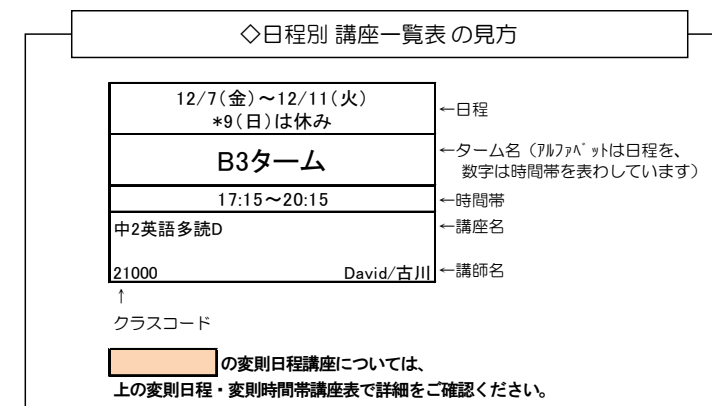 ◇日程別 講座一覧表 の見方
12/7(金)～12/11(火)
*9(日)は休み
←日程
B3ターム
←ターム名（ｱﾙﾌｧﾍﾞｯﾄは日程を、
数字は時間帯を表わしています）
17:15～20:15
←時間帯
中2英語多読D
←講座名
21000
David/古川
←講師名
↑
クラスコード
の変則日程講座については、
上の変則日程・変則時間帯講座表で詳細をご確認ください。